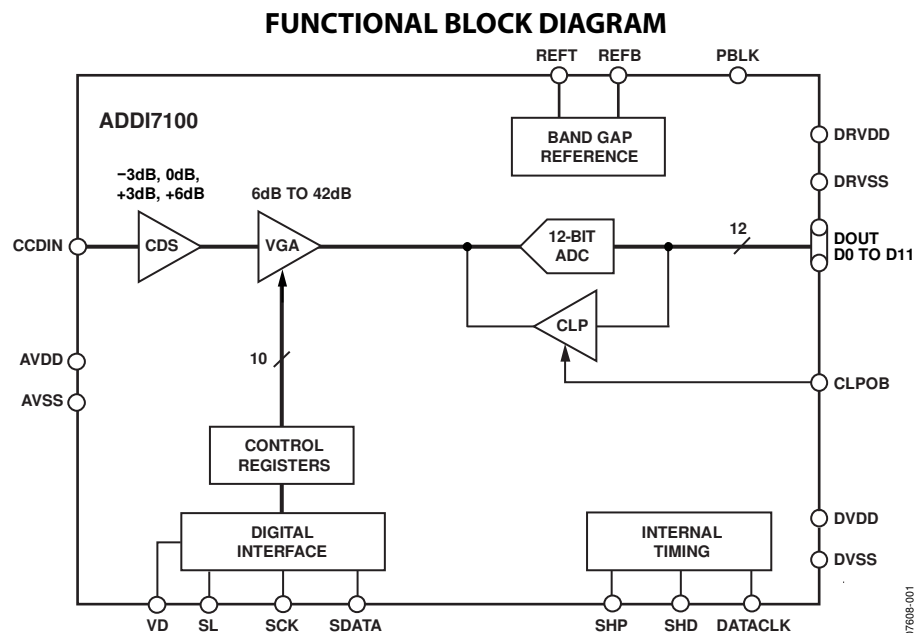 FUNCTIONAL BLOCK DIAGRAM
REFT REFB PBLK
ADDI7100
BAND GAP
REFERENCE
DRVDD
DRVSS
−3dB, 0dB,
+3dB, +6dB
6dB TO 42dB
CCDIN
CDS
VGA
12-BIT
ADC
12
DOUT
D0 TO D11
CLP
10
AVDD
AVSS
CLPOB
CONTROL
REGISTERS
DIGITAL
INTERFACE
INTERNAL
TIMING
DVDD
DVSS
VD SL SCK SDATA SHP SHD DATACLK
07608-001